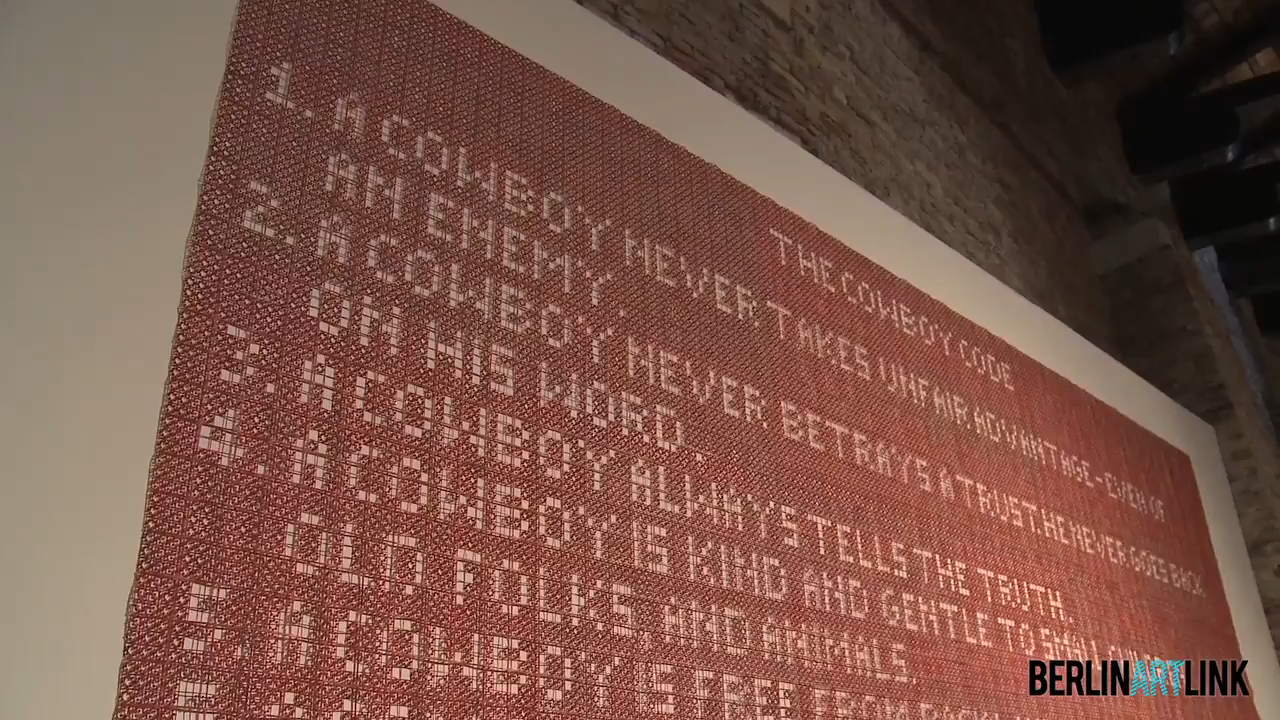 THE COWBOY CODE
1. A COWBOY NEVER TAKES UNFAIR ADVANTAGE-EVEN OF
AN ENEMY.
2. A COWBOY NEVER BETRAYS A TRUST. HE NEVER GOES BACK
ON HIS WORD.
3. A COWBOY ALWAYS TELLS THE TRUTH.
4. A COWBOY IS KIND AND GENTLE TO SMALL
OLD FOLKS AND ANIMALS.
5. A COWBOY IS FREE FROM
BERLINARTLINK